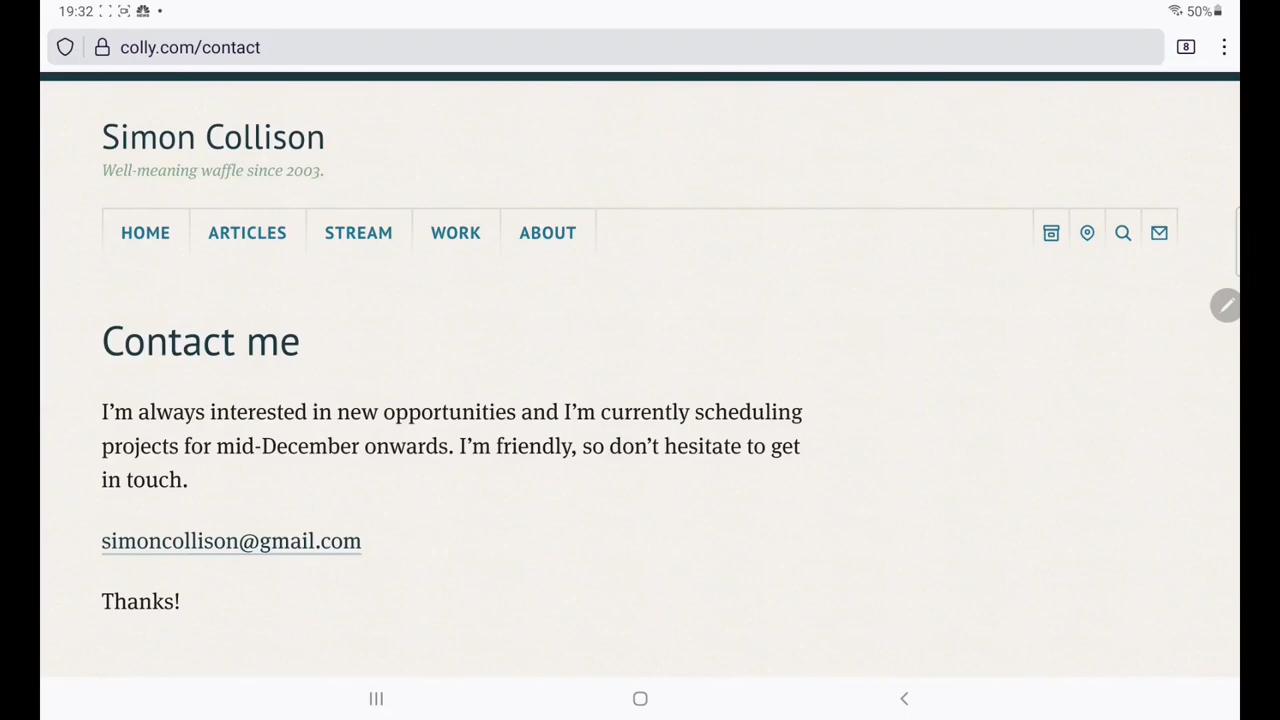 19:32
50%
colly.com/contact
8
Simon Collison
Well-meaning waffle since 2003.
HOME ARTICLES STREAM WORK ABOUT
Contact me
I’m always interested in new opportunities and I’m currently scheduling
projects for mid-December onwards. I’m friendly, so don’t hesitate to get
in touch.
simoncollison@gmail.com
Thanks!